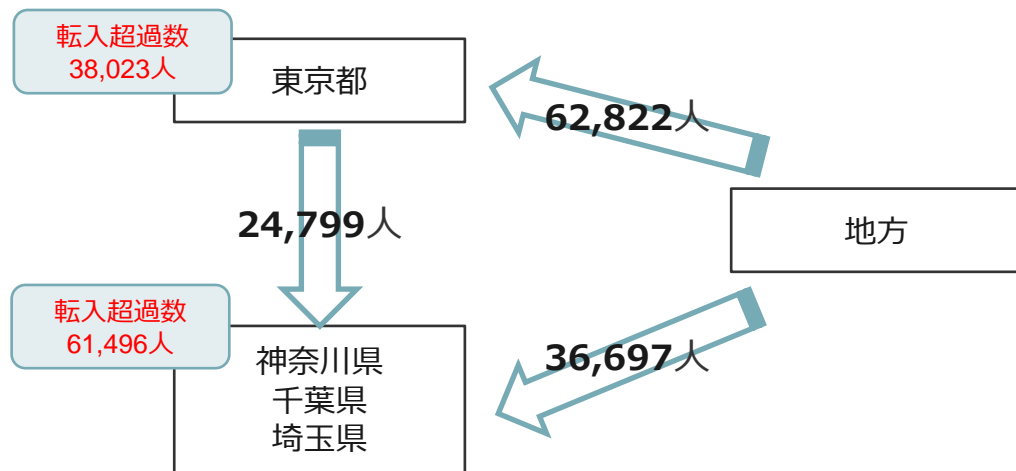 転入超過数
38,023人
東京都
62,822人
24,799人
地方
転入超過数
61,496人
神奈川県
千葉県
埼玉県
36,697人